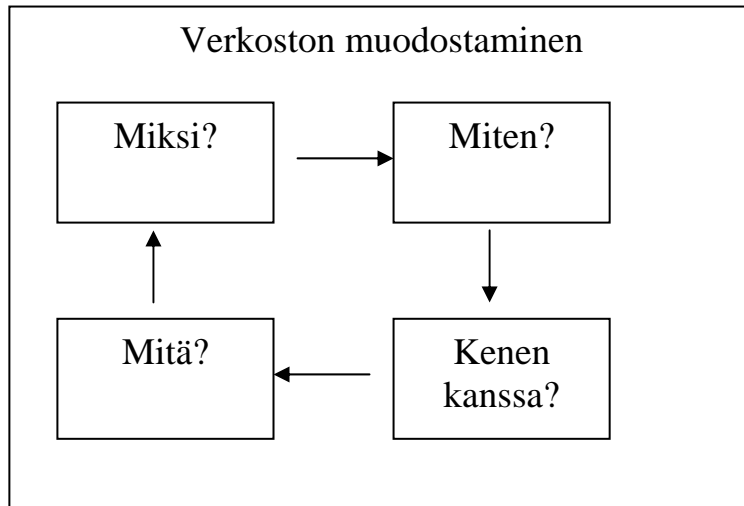 Verkoston muodostaminen
Miksi?
Miten?
Mitä?
Kenen
kanssa?